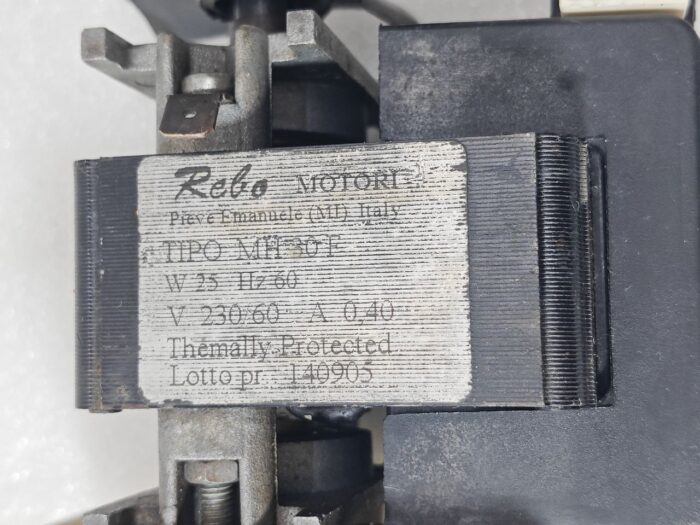 Rebo MOTORI
Pieve Emanuele (MI) Italy
TIPO MH 30 F
W 25 Hz 60
V 230/60 A 0,40
Themally Protected
Lotto pr. 140905